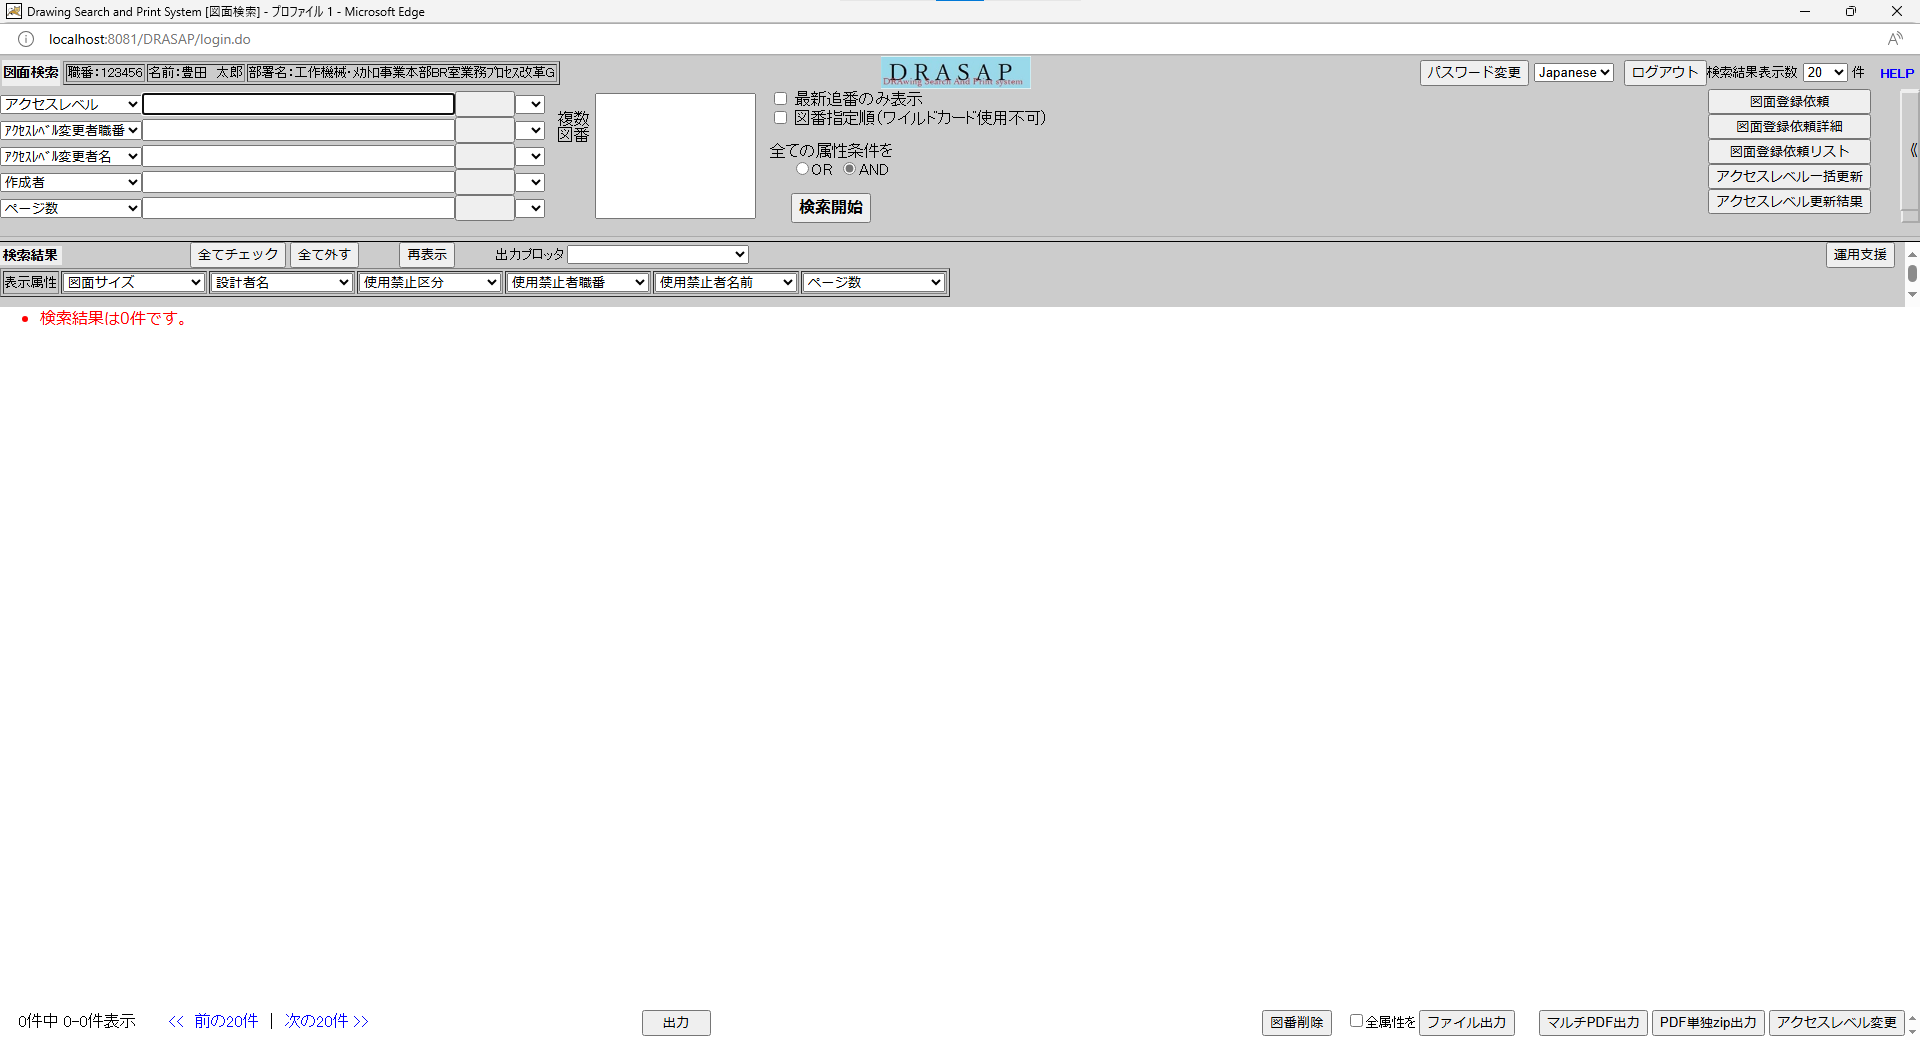 Drawing Search and Print System [図面検索] - プロファイル 1 - Microsoft Edge
localhost:8081/DRASAP/login.do
図面検索 職番:123456 名前:豊田　太郎 部署名:工作機械・ﾒｶﾄﾛ事業本部BR室業務ﾌﾟﾛｾｽ改革G DRASAP パスワード変更 Japanese ログアウト 検索結果表示数 20 件 HELP
DRAwing Search And Print system
アクセスレベル
ｱｸｾｽﾚﾍﾞﾙ変更者職番
ｱｸｾｽﾚﾍﾞﾙ変更者名
作成者
ページ数
複数
図番
最新追番のみ表示
図番指定順(ワイルドカード使用不可)
全ての属性条件を
OR AND
検索開始
図面登録依頼
図面登録依頼詳細
図面登録依頼リスト
アクセスレベル一括更新
アクセスレベル更新結果
《
検索結果 全てチェック 全て外す 再表示 出力プロッタ 運用支援
表示属性 図面サイズ 設計者名 使用禁止区分 使用禁止者職番 使用禁止者名前 ページ数
• 検索結果は0件です。
0件中 0-0件表示 << 前の20件 | 次の20件 >> 出力 図番削除 全属性を ファイル出力 マルチPDF出力 PDF単独zip出力 アクセスレベル変更